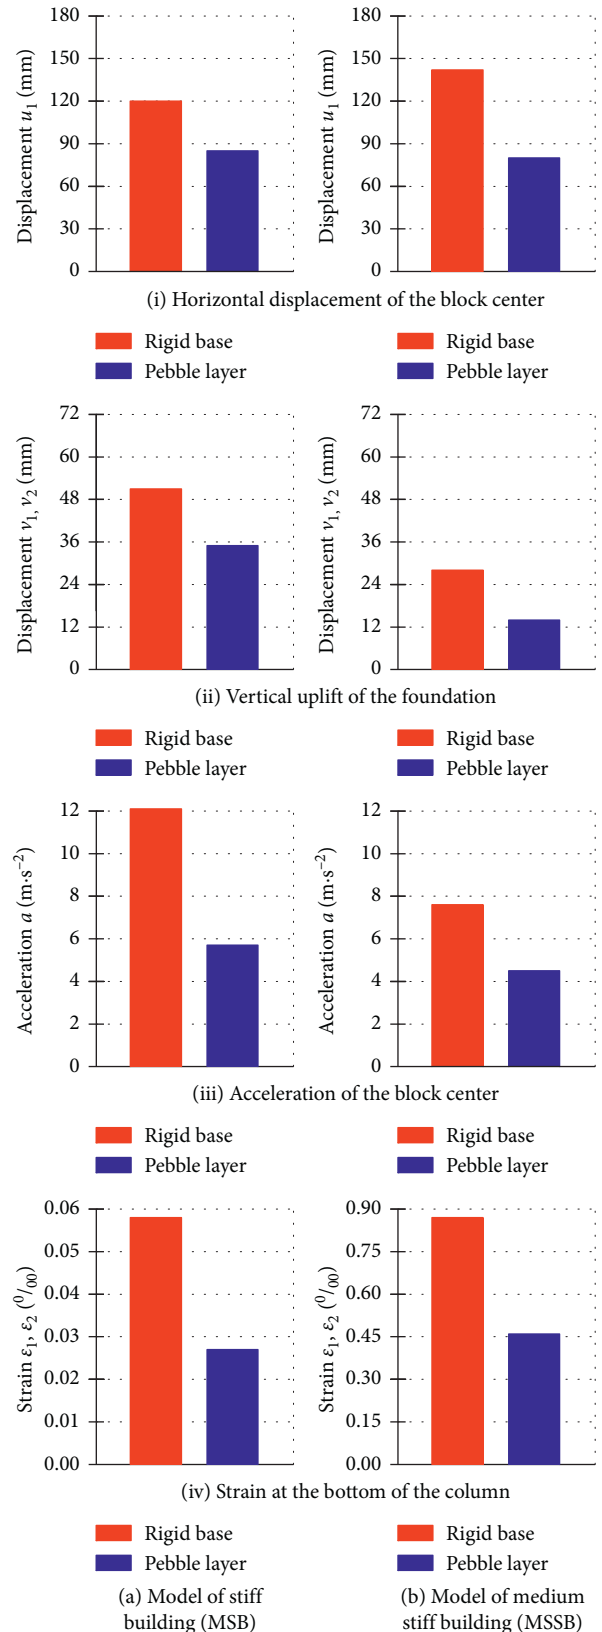 180
150
120
90
60
30
0
Displacement u₁ (mm)
180
150
120
90
60
30
0
Displacement u₁ (mm)
(i) Horizontal displacement of the block center
Rigid base
Pebble layer
Rigid base
Pebble layer
72
60
48
36
24
12
0
Displacement v₁, v₂ (mm)
72
60
48
36
24
12
0
Displacement v₁, v₂ (mm)
(ii) Vertical uplift of the foundation
Rigid base
Pebble layer
Rigid base
Pebble layer
12
10
8
6
4
2
0
Acceleration a (m·s⁻²)
12
10
8
6
4
2
0
Acceleration a (m·s⁻²)
(iii) Acceleration of the block center
Rigid base
Pebble layer
Rigid base
Pebble layer
0.06
0.05
0.04
0.03
0.02
0.01
0.00
Strain ε₁, ε₂ (⁰/₀₀)
0.90
0.75
0.60
0.45
0.30
0.15
0.00
Strain ε₁, ε₂ (⁰/₀₀)
(iv) Strain at the bottom of the column
Rigid base
Pebble layer
Rigid base
Pebble layer
(a) Model of stiff
building (MSB)
(b) Model of medium
stiff building (MSSB)